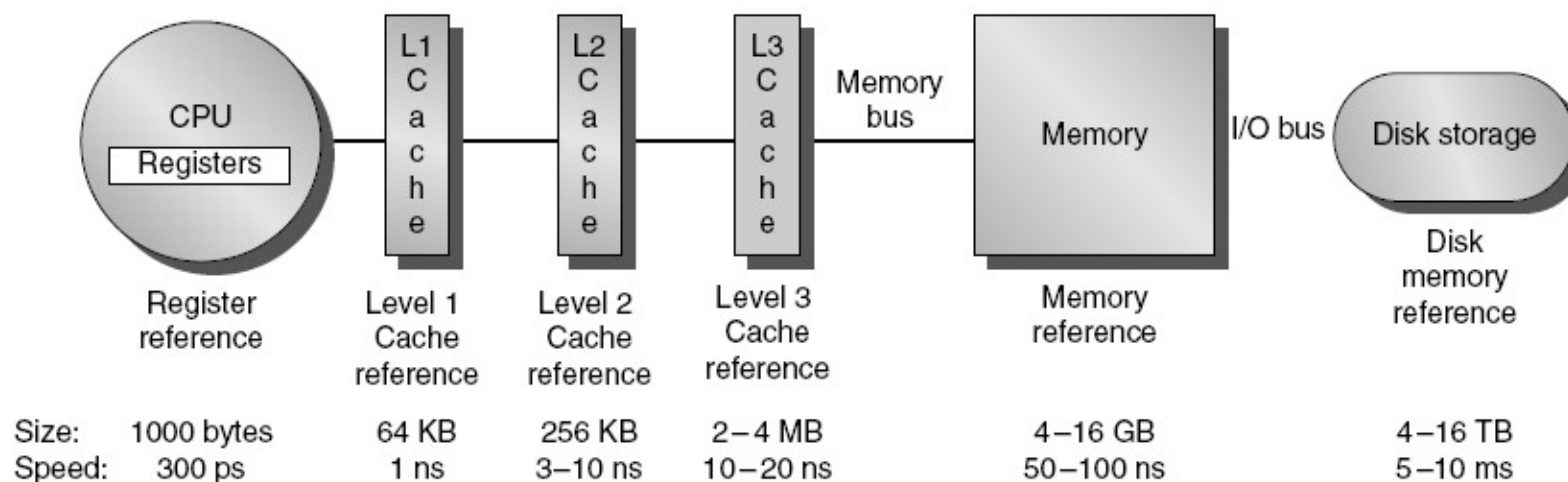 CPU
Registers
L1
C
a
c
h
e
L2
C
a
c
h
e
L3
C
a
c
h
e
Memory
bus
Memory
I/O bus
Disk storage
Register
reference
Level 1
Cache
reference
Level 2
Cache
reference
Level 3
Cache
reference
Memory
reference
Disk
memory
reference
Size: 1000 bytes 64 KB 256 KB 2–4 MB 4–16 GB 4–16 TB
Speed: 300 ps 1 ns 3–10 ns 10–20 ns 50–100 ns 5–10 ms